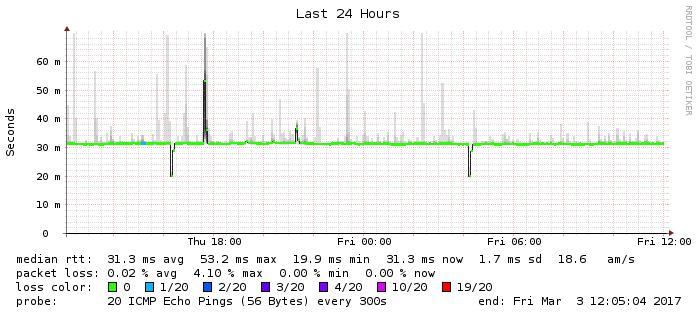 Last 24 Hours
RRDTOOL / TOBI OETIKER
Seconds
60 m
50 m
40 m
30 m
20 m
10 m
0
Thu 18:00 Fri 00:00 Fri 06:00 Fri 12:00
median rtt: 31.3 ms avg 53.2 ms max 19.9 ms min 31.3 ms now 1.7 ms sd 18.6 am/s
packet loss: 0.02 % avg 4.10 % max 0.00 % min 0.00 % now
loss color: 0 1/20 2/20 3/20 4/20 10/20 19/20
probe: 20 ICMP Echo Pings (56 Bytes) every 300s end: Fri Mar 3 12:05:04 2017